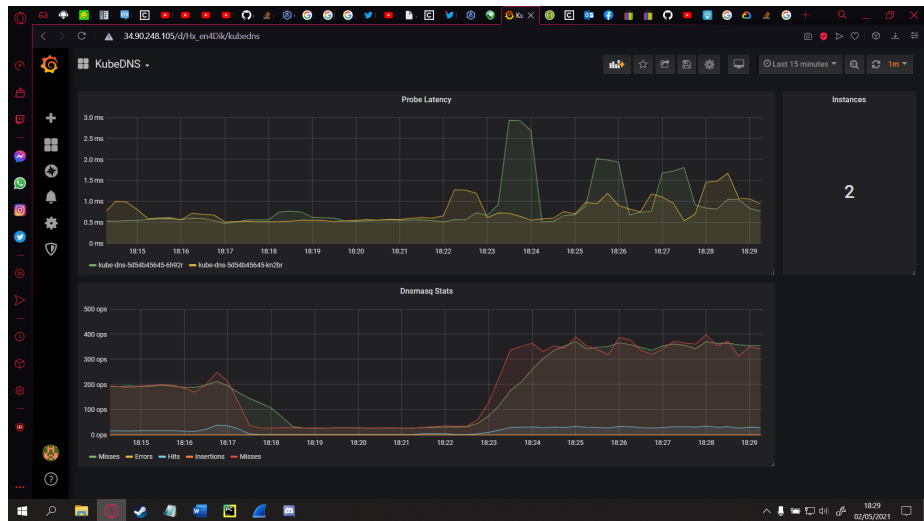 34.90.248.105/d/Hx_en4Dik/kubedns
KubeDNS
Last 15 minutes
1m
Probe Latency
3.0 ms
2.5 ms
2.0 ms
1.5 ms
1.0 ms
0.5 ms
0 ms
18:15 18:16 18:17 18:18 18:19 18:20 18:21 18:22 18:23 18:24 18:25 18:26 18:27 18:28 18:29
kube-dns-5d54b45645-6h92r kube-dns-5d54b45645-kn2br
Instances
2
Dnsmasq Stats
500 ops
400 ops
300 ops
200 ops
100 ops
0 ops
18:15 18:16 18:17 18:18 18:19 18:20 18:21 18:22 18:23 18:24 18:25 18:26 18:27 18:28 18:29
Misses Errors Hits Insertions Misses
18:29
02/05/2021